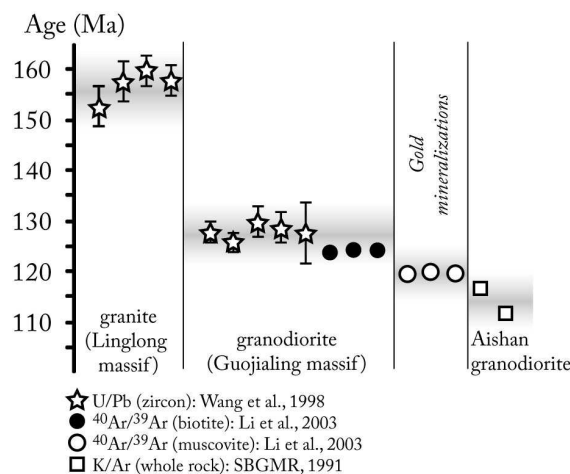 Age (Ma)
160
150
140
130
120
110
Gold
mineralizations
granite
(Linglong
massif)
granodiorite
(Guojialing massif)
Aishan
granodiorite
U/Pb (zircon): Wang et al., 1998
⁴⁰Ar/³⁹Ar (biotite): Li et al., 2003
⁴⁰Ar/³⁹Ar (muscovite): Li et al., 2003
K/Ar (whole rock): SBGMR, 1991